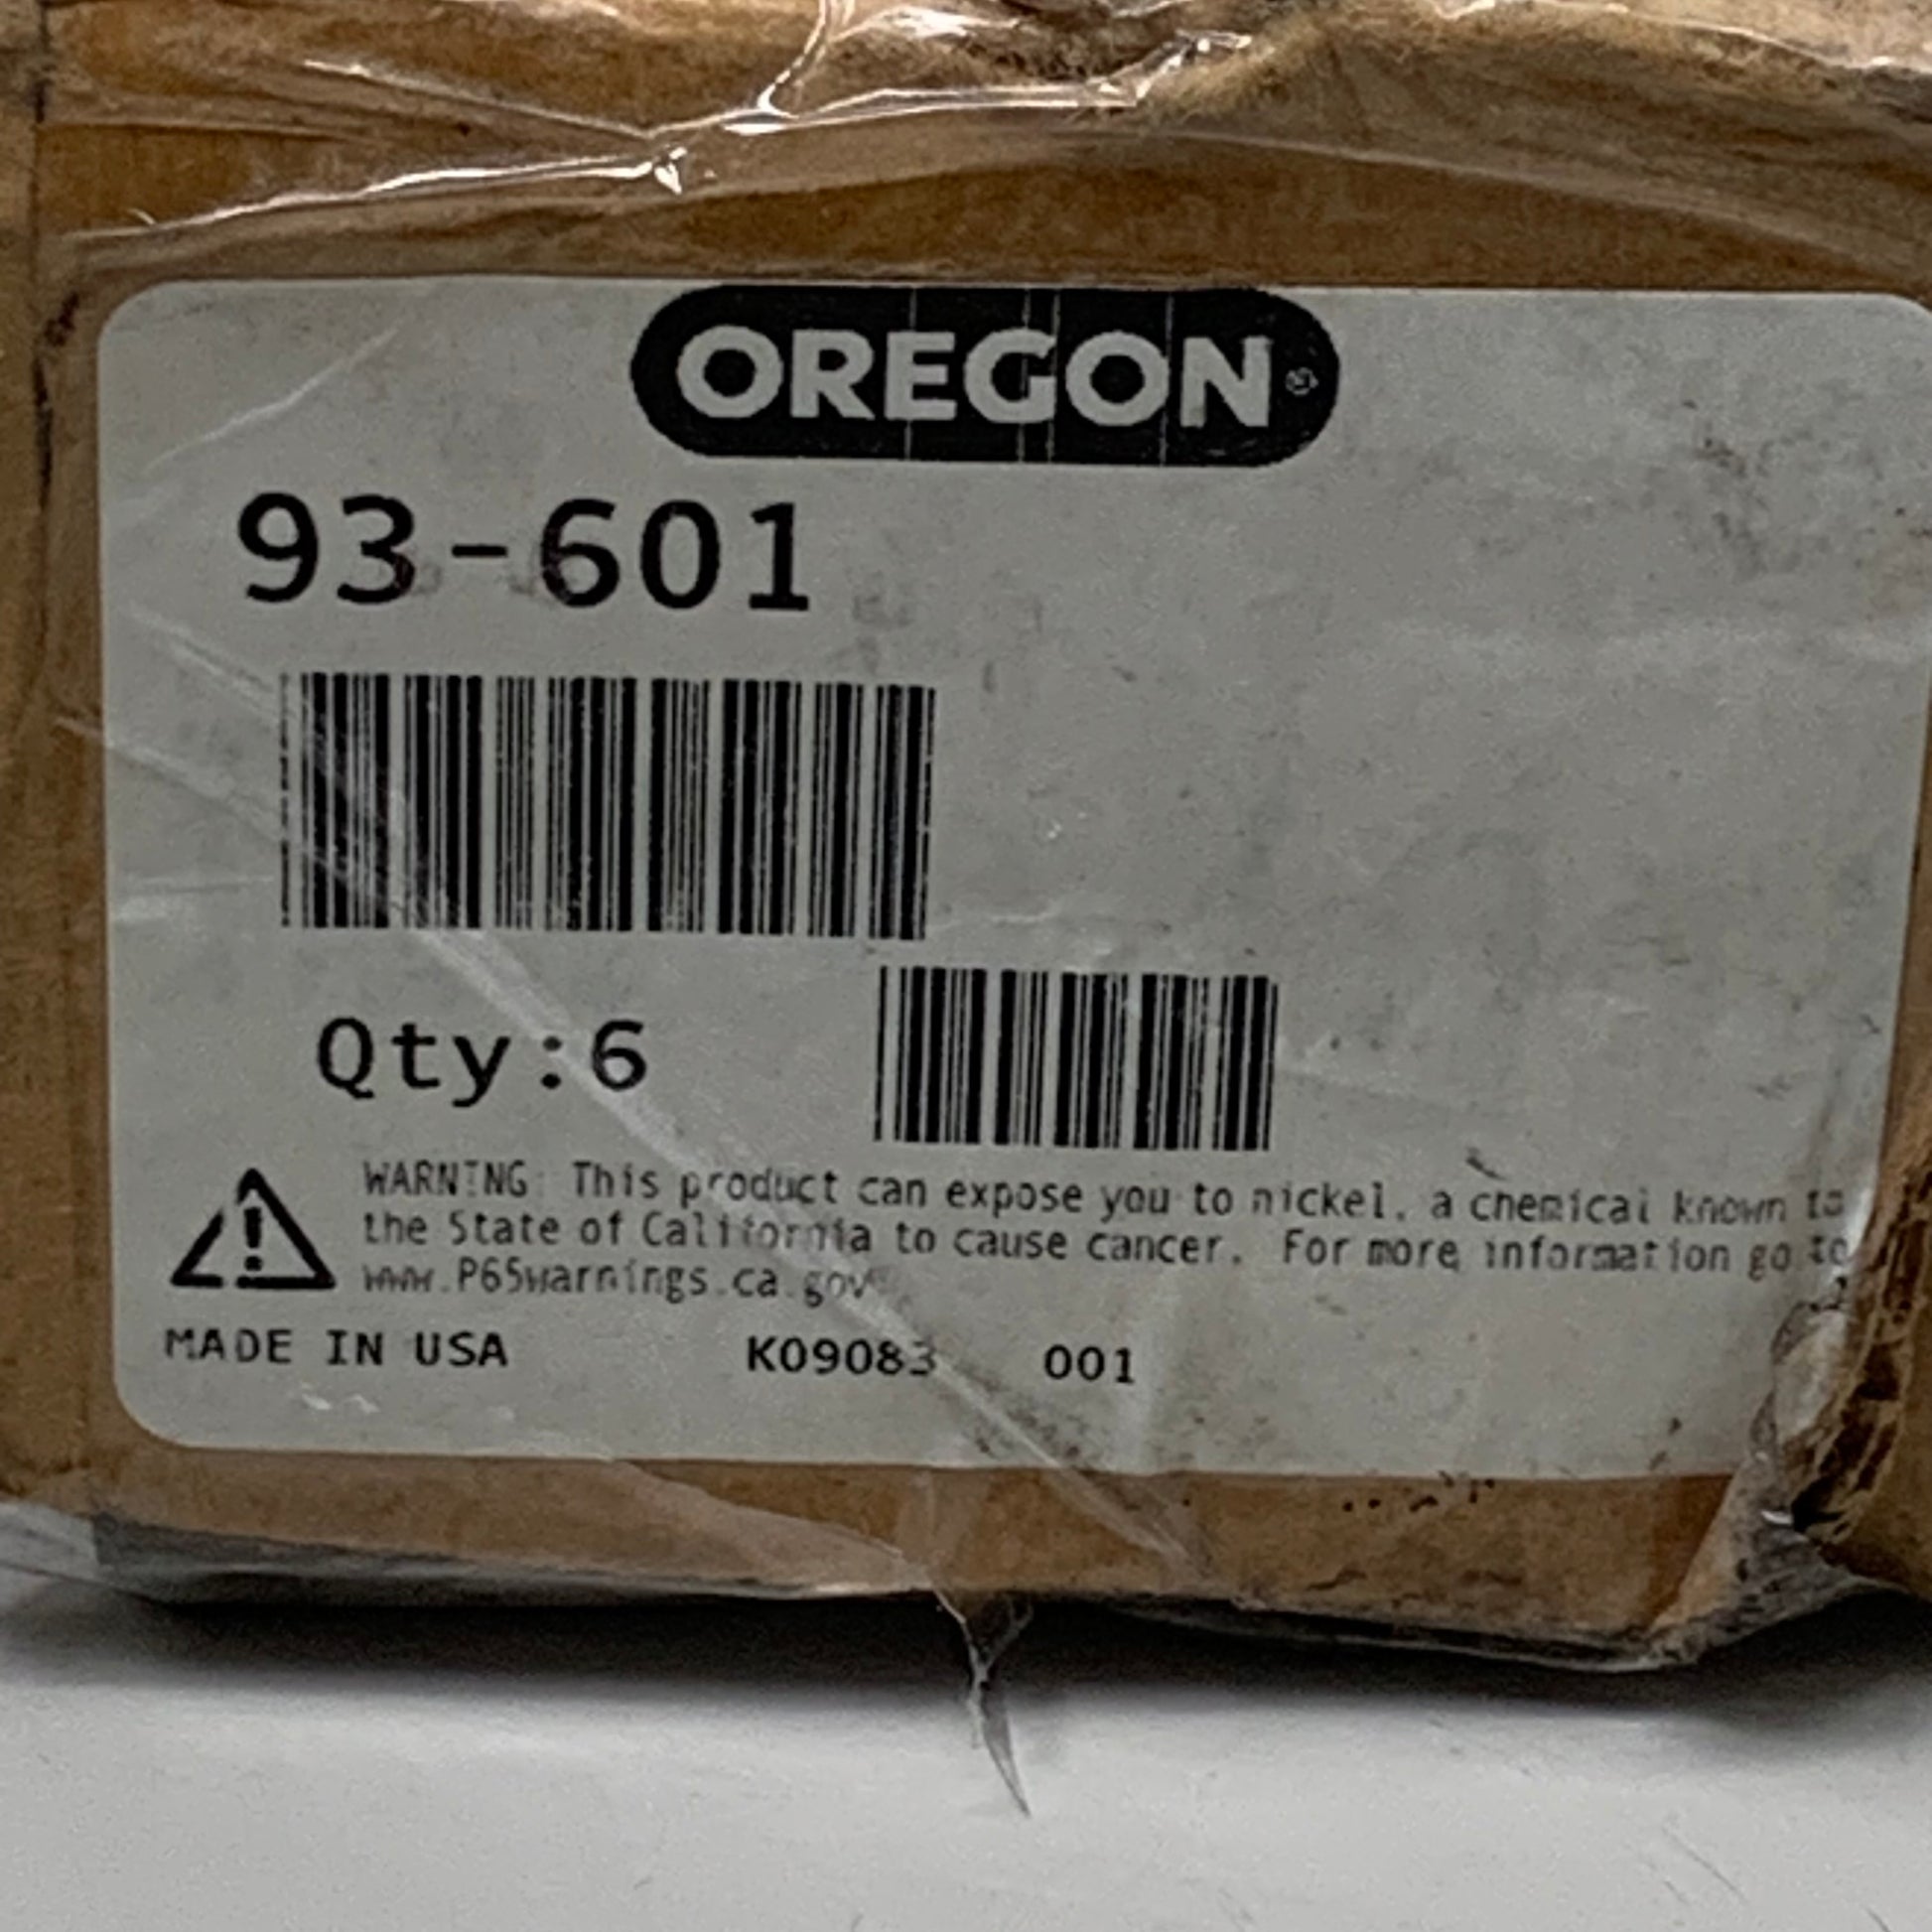 OREGON®
93-601
Qty:6
WARNING: This product can expose you to nickel, a chemical known to
the State of California to cause cancer. For more information go to
www.P65warnings.ca.gov
MADE IN USA K09083 001